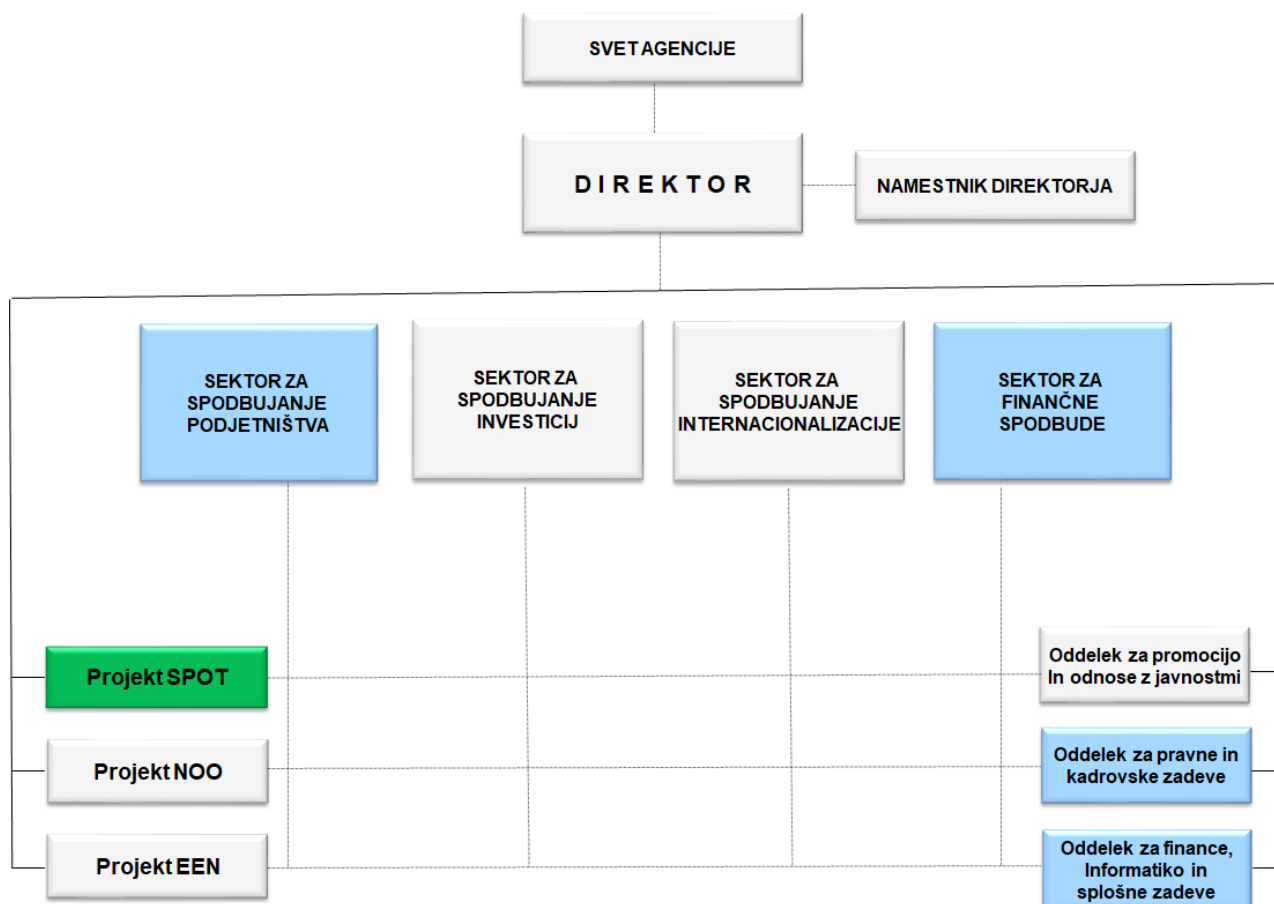 SVET AGENCIJE
D I R E K T O R
NAMESTNIK DIREKTORJA
SEKTOR ZA
SPODBUJANJE
PODJETNIŠTVA
SEKTOR ZA
SPODBUJANJE
INVESTICIJ
SEKTOR ZA
SPODBUJANJE
INTERNACIONALIZACIJE
SEKTOR ZA
FINANČNE
SPODBUDE
Projekt SPOT
Oddelek za promocijo
In odnose z javnostmi
Projekt NOO
Oddelek za pravne in
kadrovske zadeve
Projekt EEN
Oddelek za finance,
Informatiko in
splošne zadeve